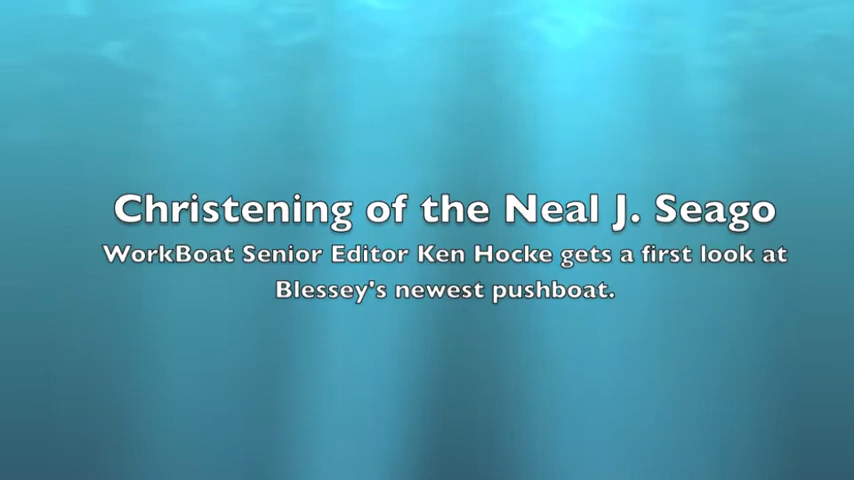 Christening of the Neal J. Seago
WorkBoat Senior Editor Ken Hocke gets a first look at
Blessey's newest pushboat.